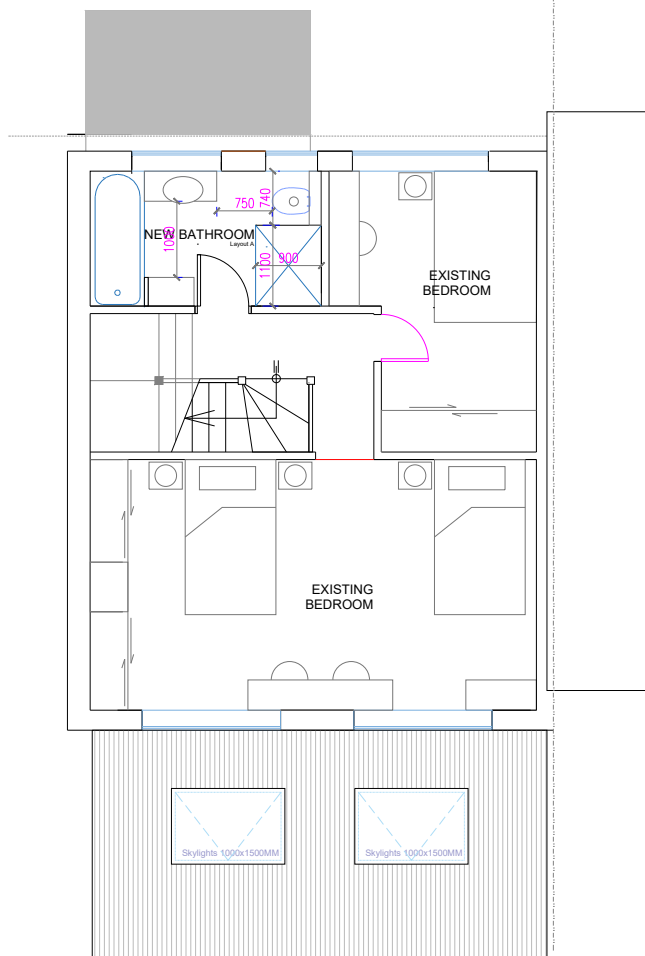 750
740
NEW BATHROOM
Layout A
1000
1100
900
EXISTING
BEDROOM
EXISTING
BEDROOM
Skylights 1000x1500MM
Skylights 1000x1500MM